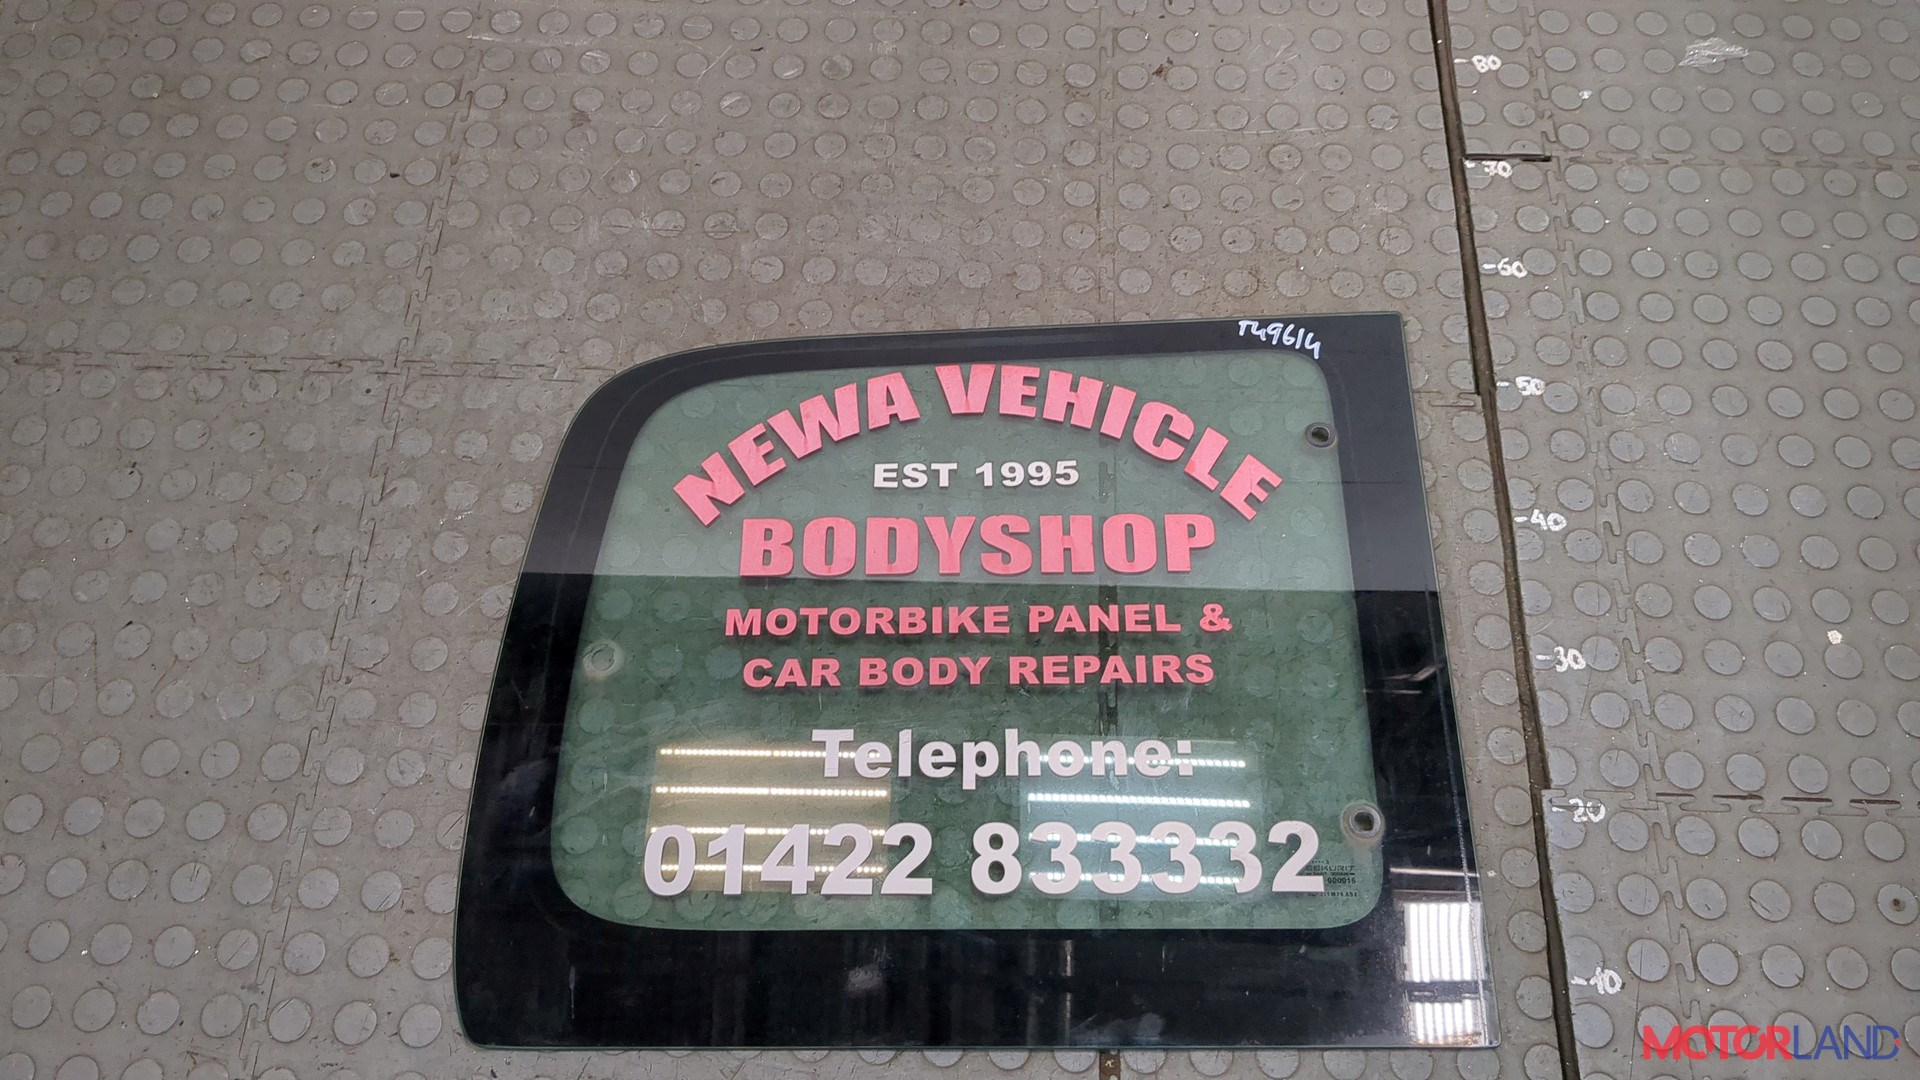 -80
-70
-60
-50
-40
-30
-20
-10
T49614
NEWA VEHICLE
EST 1995
BODYSHOP
MOTORBIKE PANEL &
CAR BODY REPAIRS
Telephone:
01422 833332
SEKURIT
MOTORLAND